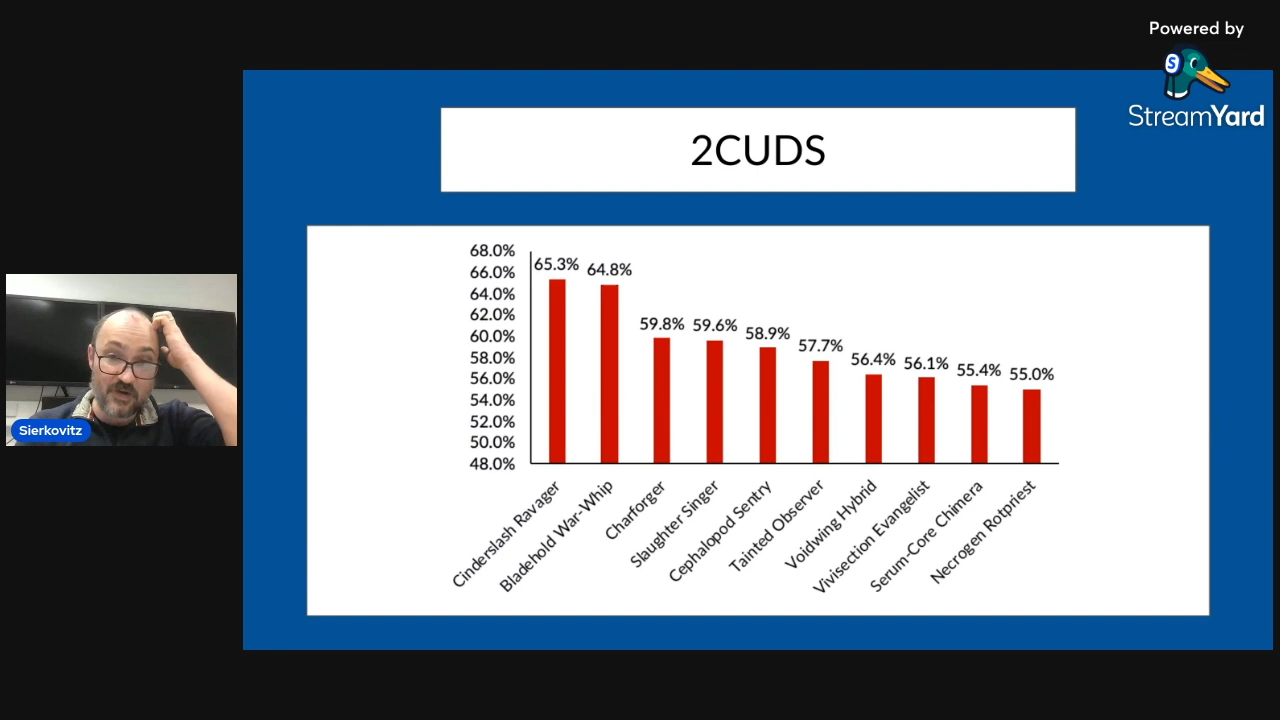 Powered by
StreamYard
2CUDS
68.0%
66.0%
64.0%
62.0%
60.0%
58.0%
56.0%
54.0%
52.0%
50.0%
48.0%
65.3%
64.8%
59.8%
59.6%
58.9%
57.7%
56.4%
56.1%
55.4%
55.0%
Cinderslash Ravager
Bladehold War-Whip
Charforger
Slaughter Singer
Cephalopod Sentry
Tainted Observer
Voidwing Hybrid
Vivisection Evangelist
Serum-Core Chimera
Necrogen Rotpriest
Sierkovitz